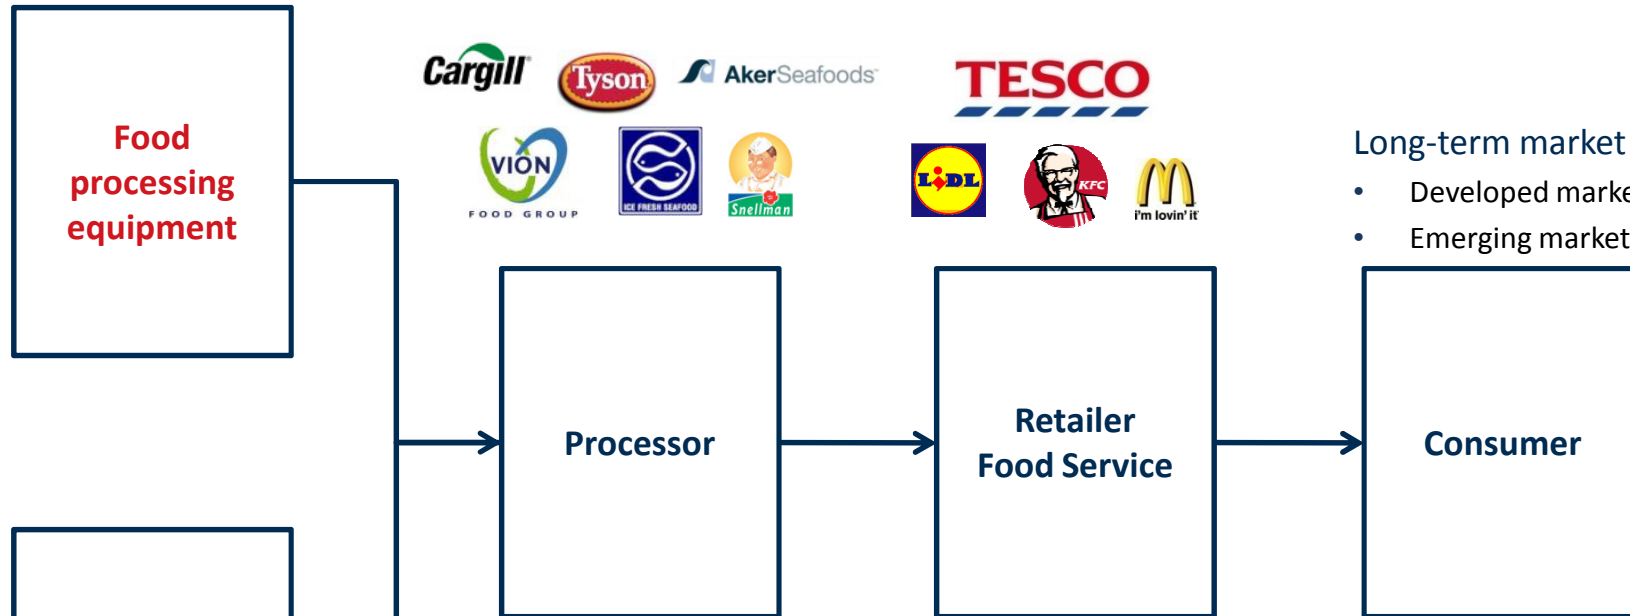 Food
processing
equipment
Cargill
Tyson
AkerSeafoods
VION
FOOD GROUP
ICE FRESH SEAFOOD
Snellman
TESCO
LiDL
KFC
i'm lovin' it
Long-term market
• Developed marke
• Emerging market
Processor
Retailer
Food Service
Consumer